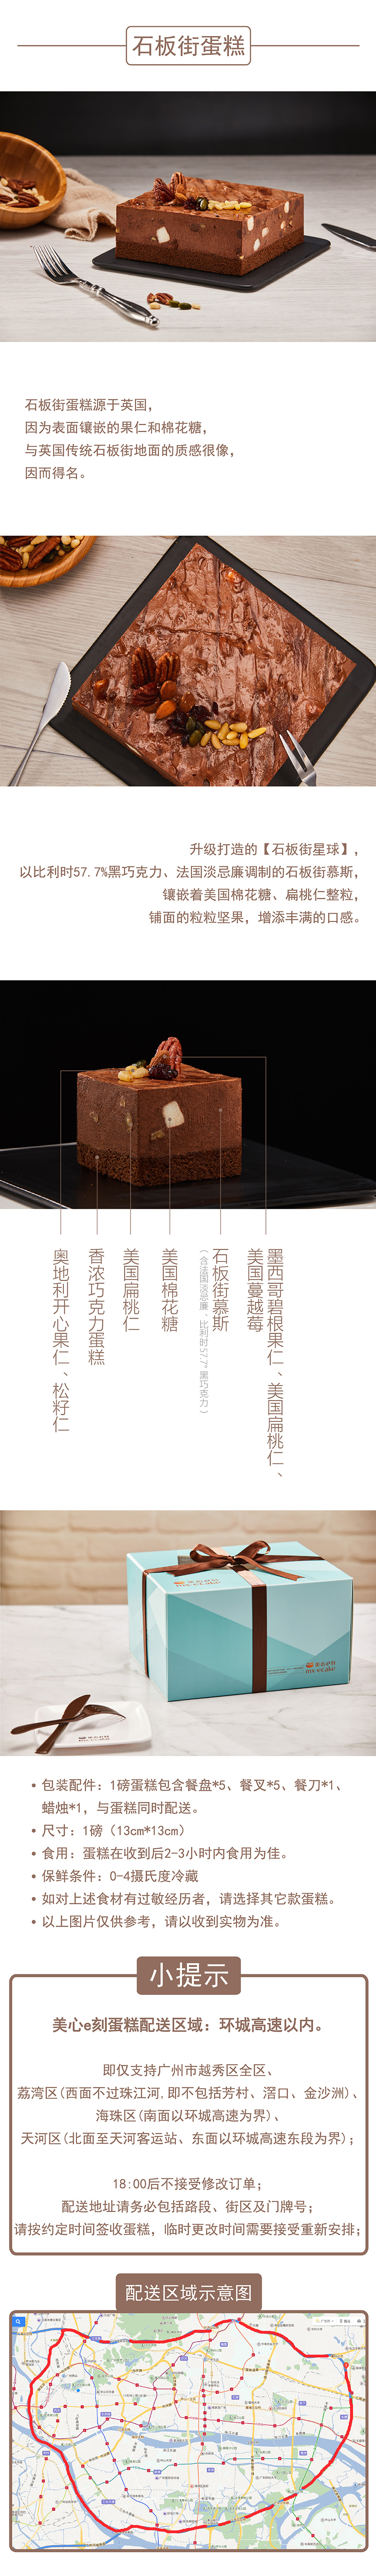 石板街蛋糕
石板街蛋糕源于英国，
因为表面镶嵌的果仁和棉花糖，
与英国传统石板街地面的质感很像，
因而得名。
升级打造的【石板街星球】，
以比利时57.7%黑巧克力、法国淡忌廉调制的石板街慕斯，
镶嵌着美国棉花糖、扁桃仁整粒，
铺面的粒粒坚果，增添丰满的口感。
奥地利开心果仁、松籽仁
香浓巧克力蛋糕
美国扁桃仁
美国棉花糖
石板街慕斯
（含法国淡忌廉、比利时57.7%黑巧克力）
墨西哥碧根果仁、美国扁桃仁、
美国蔓越莓
美心e刻
mx ecake
美心e刻
mx ecake
• 包装配件：1磅蛋糕包含餐盘*5、餐叉*5、餐刀*1、
蜡烛*1，与蛋糕同时配送。
• 尺寸：1磅（13cm*13cm）
• 食用：蛋糕在收到后2-3小时内食用为佳。
• 保鲜条件：0-4摄氏度冷藏
• 如对上述食材有过敏经历者，请选择其它款蛋糕。
• 以上图片仅供参考，请以收到实物为准。
小提示
美心e刻蛋糕配送区域：环城高速以内。
即仅支持广州市越秀区全区、
荔湾区(西面不过珠江河,即不包括芳村、滘口、金沙洲)、
海珠区(南面以环城高速为界)、
天河区(北面至天河客运站、东面以环城高速东段为界)；
18:00后不接受修改订单；
配送地址请务必包括路段、街区及门牌号；
请按约定时间签收蛋糕，临时更改时间需要接受重新安排；
配送区域示意图